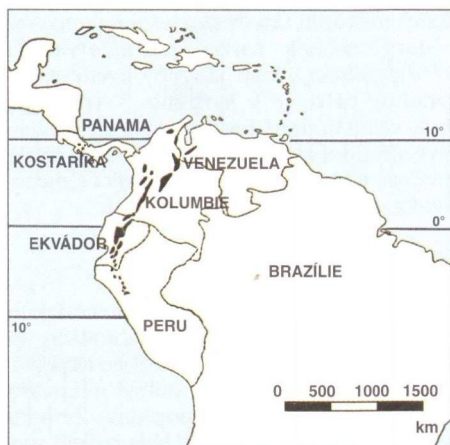 PANAMA
10°
KOSTARIKA
VENEZUELA
KOLUMBIE
0°
EKVÁDOR
BRAZÍLIE
10°
PERU
0 500 1000 1500
km